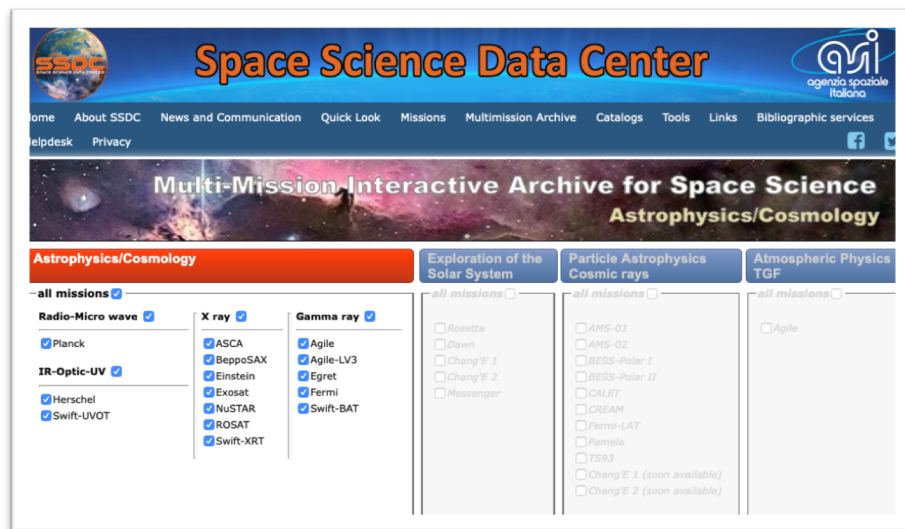 SSDC
SPACE SCIENCE DATA CENTER
Space Science Data Center
asi
agenzia spaziale
italiana
ome About SSDC News and Communication Quick Look Missions Multimission Archive Catalogs Tools Links Bibliographic services
elpdesk Privacy
Multi-Mission Interactive Archive for Space Science
Astrophysics/Cosmology
Astrophysics/Cosmology
all missions
Radio-Micro wave
Planck
IR-Optic-UV
Herschel
Swift-UVOT
X ray
ASCA
BeppoSAX
Einstein
Exosat
NuSTAR
ROSAT
Swift-XRT
Gamma ray
Agile
Agile-LV3
Egret
Fermi
Swift-BAT
Exploration of the
Solar System
all missions
Rosetta
Dawn
Chang'E 1
Chang'E 2
Messenger
Particle Astrophysics
Cosmic rays
all missions
AMS-01
AMS-02
BESS-Polar I
BESS-Polar II
CALET
CREAM
Fermi-LAT
Pamela
TS93
Chang'E 1 (soon available)
Chang'E 2 (soon available)
Atmospheric Physics
TGF
all missions
Agile